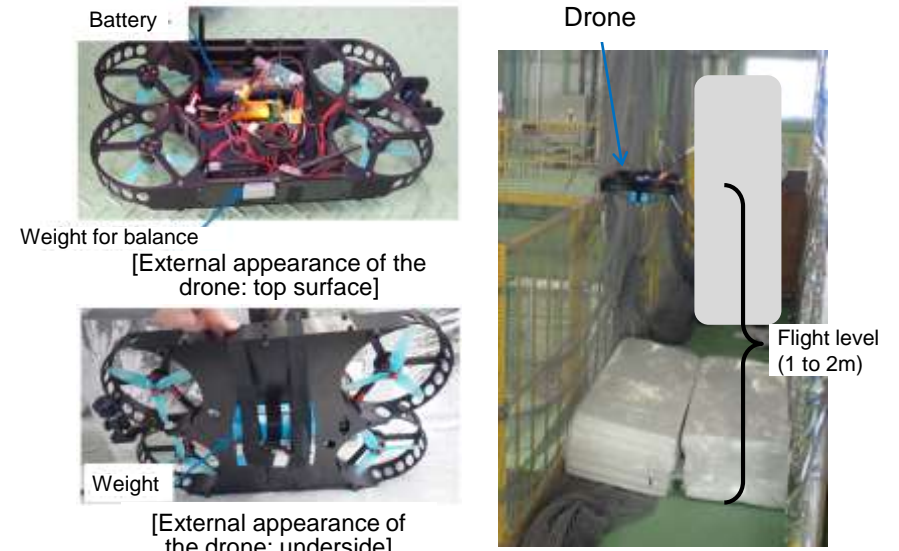 Battery
Weight for balance
[External appearance of the
drone: top surface]
Weight
[External appearance of
the drone: underside]
Drone
Flight level
(1 to 2m)